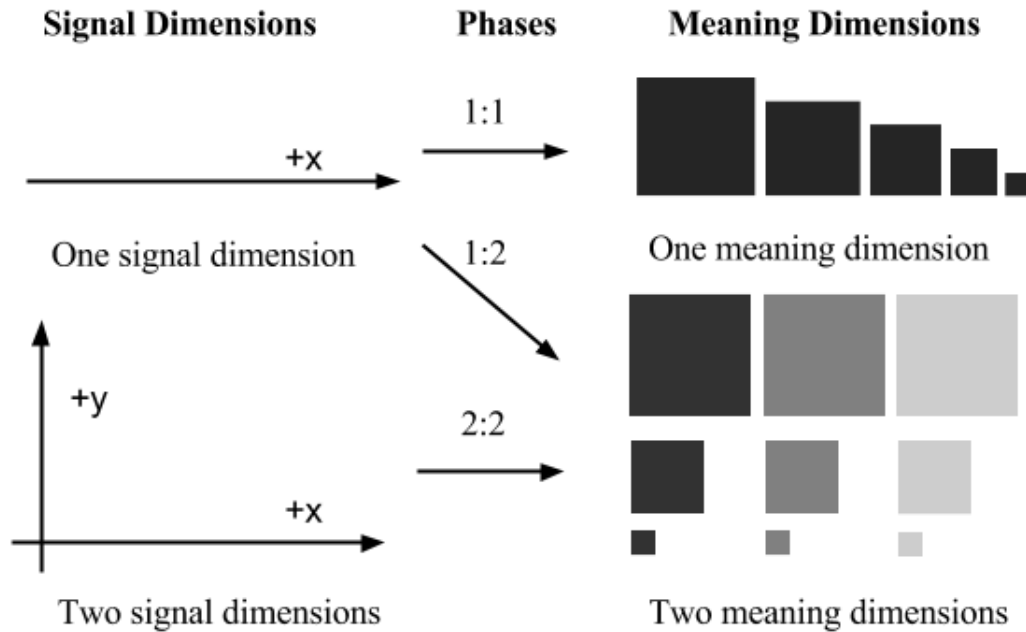 Signal Dimensions
Phases
Meaning Dimensions
1:1
+x
One signal dimension
1:2
One meaning dimension
+y
2:2
+x
Two signal dimensions
Two meaning dimensions